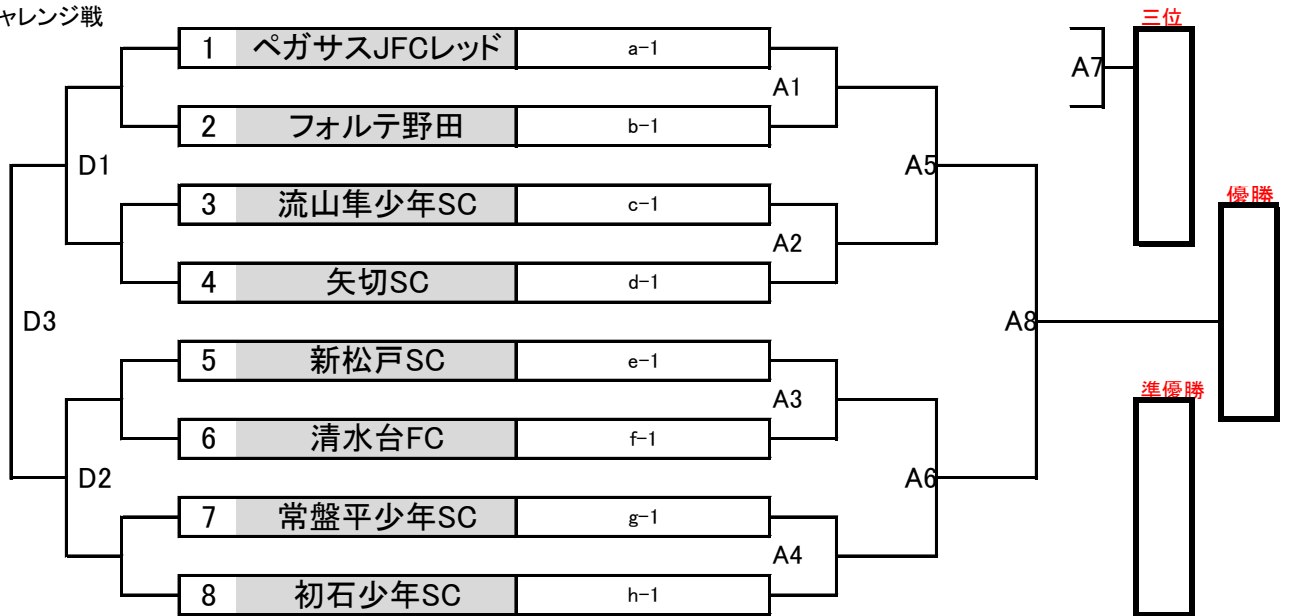 ャレンジ戦
三位
1 ペガサスJFCレッド a-1
A7
A1
2 フォルテ野田 b-1
D1
A5
3 流山隼少年SC c-1
優勝
A2
4 矢切SC d-1
D3
A8
5 新松戸SC e-1
準優勝
A3
6 清水台FC f-1
D2
A6
7 常盤平少年SC g-1
A4
8 初石少年SC h-1